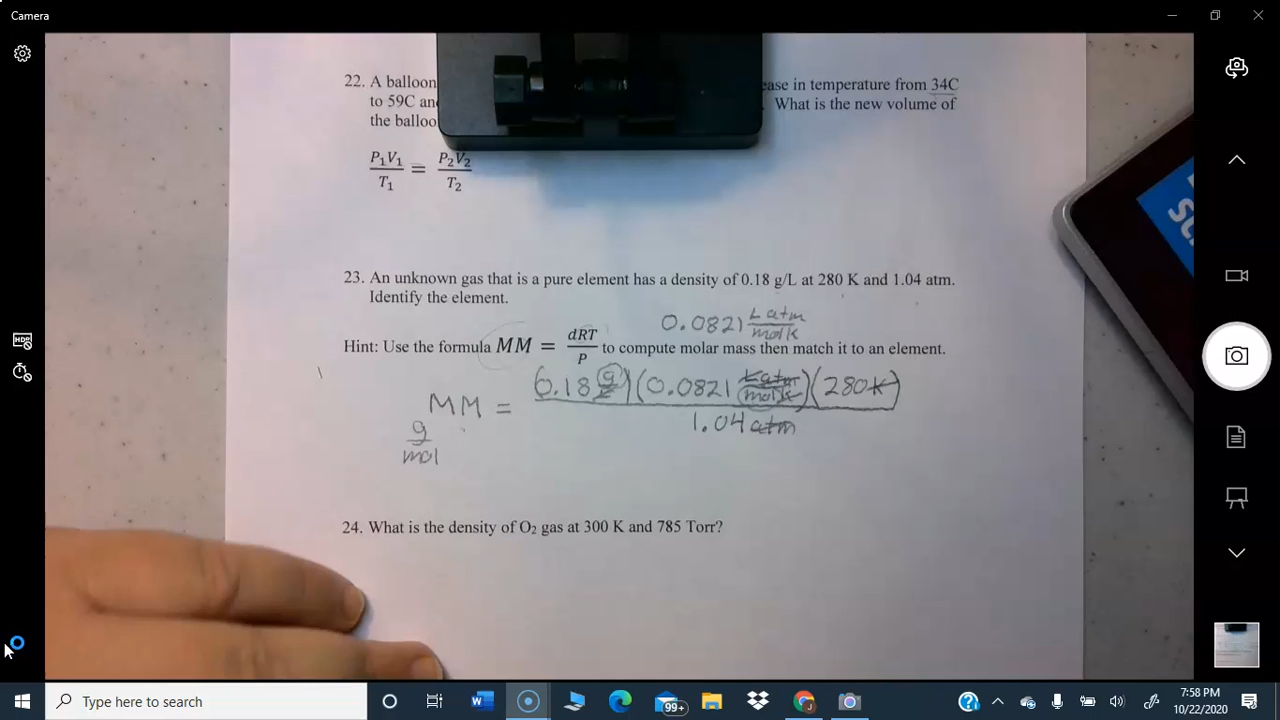 Camera
22. A balloon ease in temperature from 34C
to 59C and What is the new volume of
the balloo
P₁V₁/T₁ = P₂V₂/T₂
23. An unknown gas that is a pure element has a density of 0.18 g/L at 280 K and 1.04 atm.
Identify the element.
0.0821 L atm/mol K
Hint: Use the formula MM = dRT/P to compute molar mass then match it to an element.
MM = (0.18 g/L)(0.0821 L atm/mol K)(280K)/1.04 atm
g/mol
24. What is the density of O₂ gas at 300 K and 785 Torr?
Type here to search
99+
7:58 PM
10/22/2020